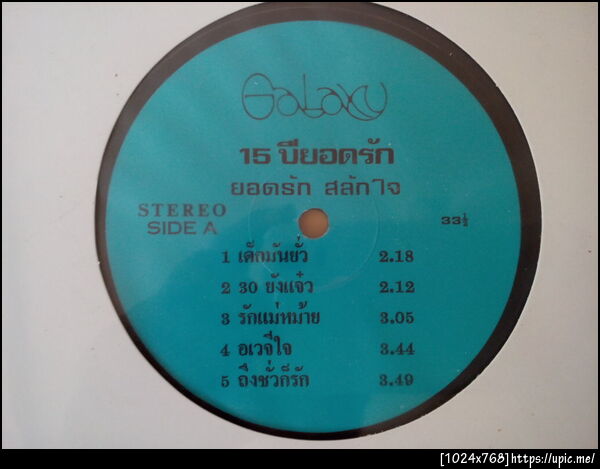 GaLaxy
15 ปียอดรัก
ยอดรัก สลักใจ
STEREO
SIDE A
33⅓
1 เด็กมันยั่ว 2.18
2 30 ยังแจ๋ว 2.12
3 รักแม่หม้าย 3.05
4 อเวจีใจ 3.44
5 ถึงชั่วก็รัก 3.49
[1024x768]https://upic.me/